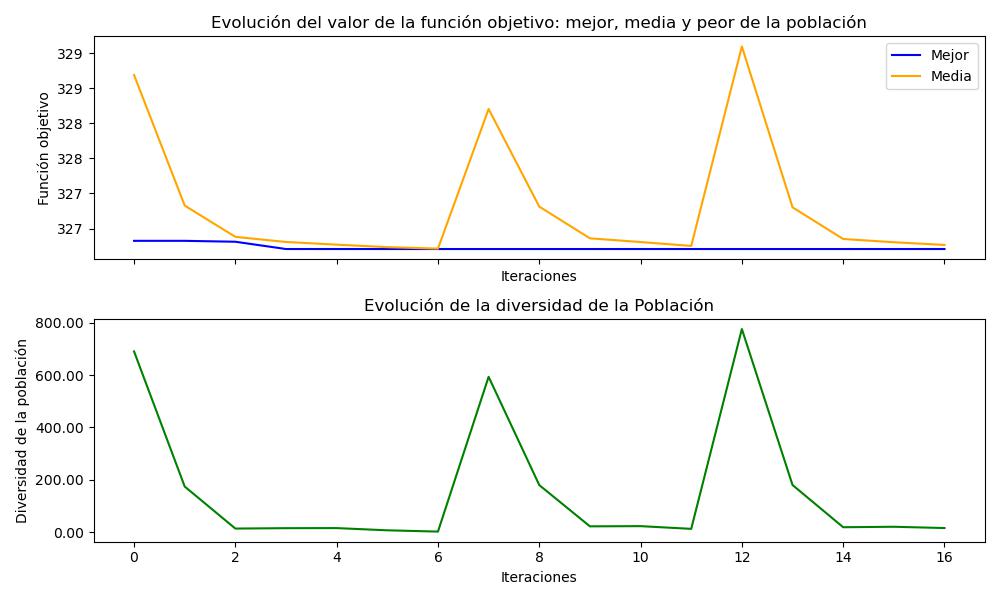 Evolución del valor de la función objetivo: mejor, media y peor de la población
329
329
328
328
327
327
Función objetivo
Mejor
Media
Iteraciones
Evolución de la diversidad de la Población
800.00
600.00
400.00
200.00
0.00
Diversidad de la población
0 2 4 6 8 10 12 14 16
Iteraciones